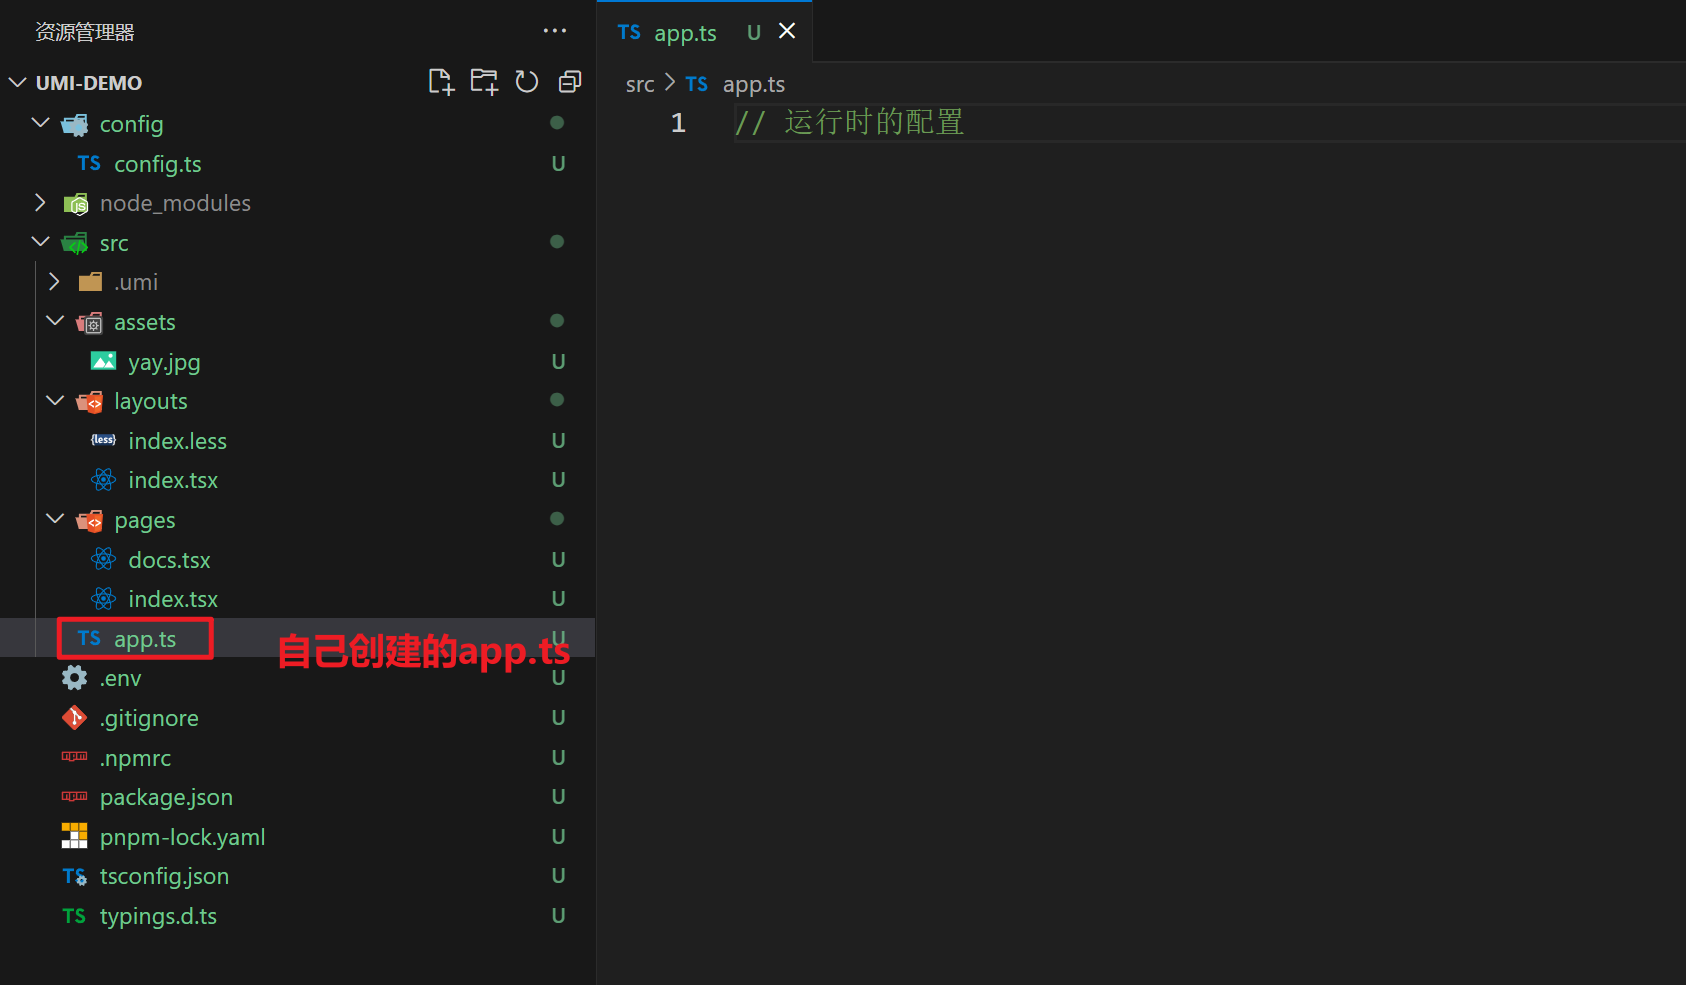 资源管理器
UMI-DEMO
config
TS config.ts U
node_modules
src
.umi
assets
yay.jpg U
layouts
{less} index.less U
index.tsx U
pages
docs.tsx U
index.tsx U
TS app.ts U
自己创建的app.ts
.env U
.gitignore U
.npmrc U
package.json U
pnpm-lock.yaml U
TS tsconfig.json U
TS typings.d.ts U
TS app.ts U
src > TS app.ts
1 // 运行时的配置